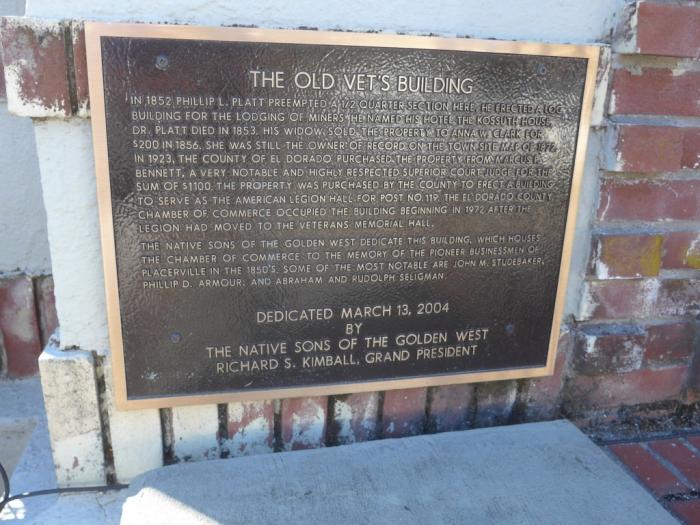 THE OLD VET'S BUILDING
IN 1852 PHILLIP L. PLATT PREEMPTED A 1/2 QUARTER SECTION HERE. HE ERECTED A LOG
BUILDING FOR THE LODGING OF MINERS. HE NAMED HIS HOTEL THE KOSSUTH HOUSE.
DR. PLATT DIED IN 1853. HIS WIDOW SOLD THE PROPERTY TO ANNA W. CLARK FOR
$200 IN 1856. SHE WAS STILL THE OWNER OF RECORD ON THE TOWN SITE MAP OF 1872.
IN 1923, THE COUNTY OF EL DORADO PURCHASED THE PROPERTY FROM MARCUS P.
BENNETT, A VERY NOTABLE AND HIGHLY RESPECTED SUPERIOR COURT JUDGE FOR THE
SUM OF $1100. THE PROPERTY WAS PURCHASED BY THE COUNTY TO ERECT A BUILDING
TO SERVE AS THE AMERICAN LEGION HALL FOR POST NO. 119. THE EL DORADO COUNTY
CHAMBER OF COMMERCE OCCUPIED THE BUILDING BEGINNING IN 1972 AFTER THE
LEGION HAD MOVED TO THE VETERANS MEMORIAL HALL.
THE NATIVE SONS OF THE GOLDEN WEST DEDICATE THIS BUILDING, WHICH HOUSES
THE CHAMBER OF COMMERCE TO THE MEMORY OF THE PIONEER BUSINESSMEN OF
PLACERVILLE IN THE 1850'S. SOME OF THE MOST NOTABLE ARE JOHN M. STUDEBAKER,
PHILLIP D. ARMOUR, AND ABRAHAM AND RUDOLPH SELIGMAN.
DEDICATED MARCH 13, 2004
BY
THE NATIVE SONS OF THE GOLDEN WEST
RICHARD S. KIMBALL, GRAND PRESIDENT